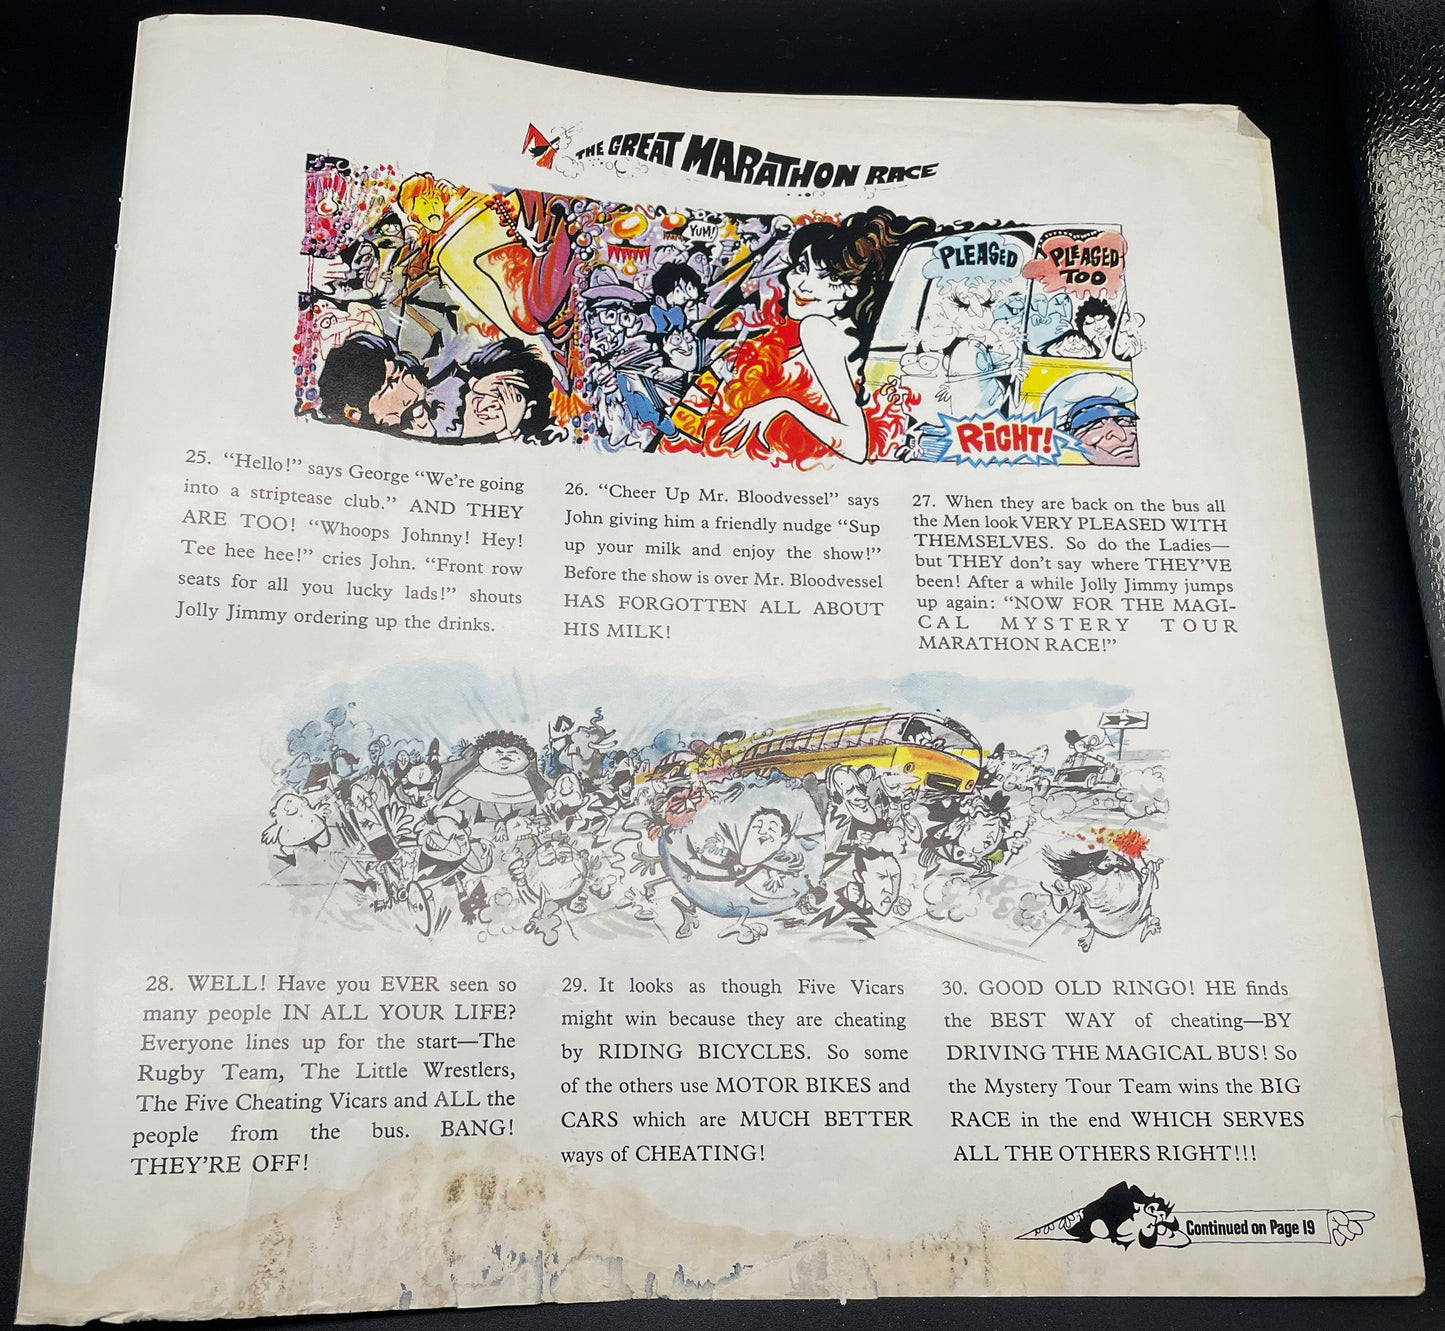 THE GREAT MARATHON RACE
YUM!
PLEASED
PLEASED
TOO
RIGHT!
25. “Hello!” says George “We’re going
into a striptease club.” AND THEY
ARE TOO! “Whoops Johnny! Hey!
Tee hee hee!” cries John. “Front row
seats for all you lucky lads!” shouts
Jolly Jimmy ordering up the drinks.
26. “Cheer Up Mr. Bloodvessel” says
John giving him a friendly nudge “Sup
up your milk and enjoy the show!”
Before the show is over Mr. Bloodvessel
HAS FORGOTTEN ALL ABOUT
HIS MILK!
27. When they are back on the bus all
the Men look VERY PLEASED WITH
THEMSELVES. So do the Ladies—
but THEY don’t say where THEY’VE
been! After a while Jolly Jimmy jumps
up again: “NOW FOR THE MAGI-
CAL MYSTERY TOUR
MARATHON RACE!”
28. WELL! Have you EVER seen so
many people IN ALL YOUR LIFE?
Everyone lines up for the start—The
Rugby Team, The Little Wrestlers,
The Five Cheating Vicars and ALL the
people from the bus. BANG!
THEY’RE OFF!
29. It looks as though Five Vicars
might win because they are cheating
by RIDING BICYCLES. So some
of the others use MOTOR BIKES and
CARS which are MUCH BETTER
ways of CHEATING!
30. GOOD OLD RINGO! HE finds
the BEST WAY of cheating—BY
DRIVING THE MAGICAL BUS! So
the Mystery Tour Team wins the BIG
RACE in the end WHICH SERVES
ALL THE OTHERS RIGHT!!!
Continued on Page 19